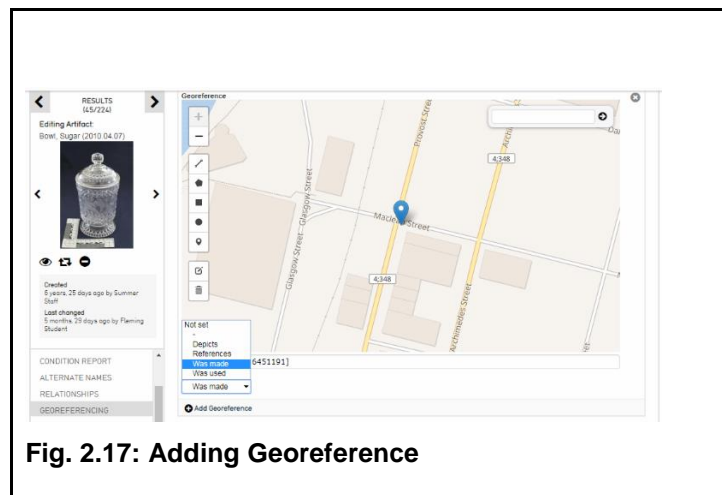 RESULTS
(45/224)
Editing Artifact:
Bowl, Sugar (2010.04.07)
Created
6 years, 25 days ago by Summer
Staff
Last changed
5 months, 29 days ago by Fleming
Student
CONDITION REPORT
ALTERNATE NAMES
RELATIONSHIPS
GEOREFERENCING
Georeference
+
−
Provost Street
4;348
Maclean Street
Glasgow Street
Glasgow Street
4;348
Archimedes Street
Not set
-
Depicts
References
Was made
Was used
6451191]
Was made
Add Georeference
Fig. 2.17: Adding Georeference